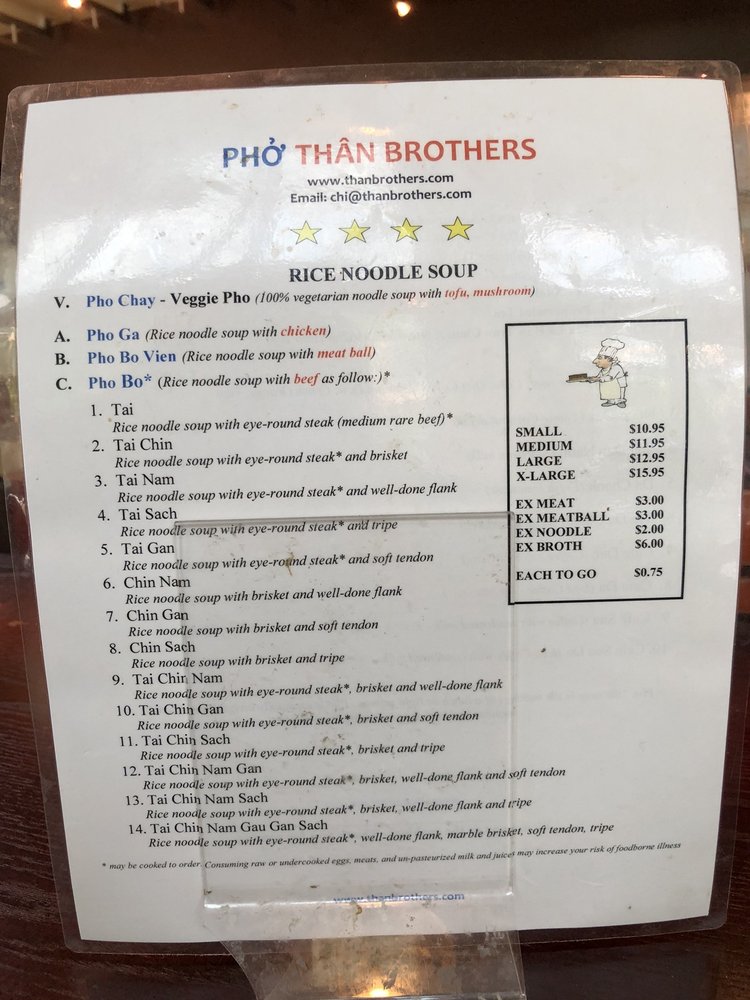 PHỞ THÂN BROTHERS
www.thanbrothers.com
Email: chi@thanbrothers.com
RICE NOODLE SOUP
V. Pho Chay - Veggie Pho (100% vegetarian noodle soup with tofu, mushroom)
A. Pho Ga (Rice noodle soup with chicken)
B. Pho Bo Vien (Rice noodle soup with meat ball)
C. Pho Bo* (Rice noodle soup with beef as follow:)*
1. Tai
Rice noodle soup with eye-round steak (medium rare beef)*
2. Tai Chin
Rice noodle soup with eye-round steak* and brisket
3. Tai Nam
Rice noodle soup with eye-round steak* and well-done flank
4. Tai Sach
Rice noodle soup with eye-round steak* and tripe
5. Tai Gan
Rice noodle soup with eye-round steak* and soft tendon
6. Chin Nam
Rice noodle soup with brisket and well-done flank
7. Chin Gan
Rice noodle soup with brisket and soft tendon
8. Chin Sach
Rice noodle soup with brisket and tripe
9. Tai Chin Nam
Rice noodle soup with eye-round steak*, brisket and well-done flank
10. Tai Chin Gan
Rice noodle soup with eye-round steak*, brisket and soft tendon
11. Tai Chin Sach
Rice noodle soup with eye-round steak*, brisket and tripe
12. Tai Chin Nam Gan
Rice noodle soup with eye-round steak*, brisket, well-done flank and soft tendon
13. Tai Chin Nam Sach
Rice noodle soup with eye-round steak*, brisket, well-done flank and tripe
14. Tai Chin Nam Gau Gan Sach
Rice noodle soup with eye-round steak*, well-done flank, marble brisket, soft tendon, tripe
* may be cooked to order. Consuming raw or undercooked eggs, meats, and un-pasteurized milk and juices may increase your risk of foodborne illness
www.thanbrothers.com
SMALL $10.95
MEDIUM $11.95
LARGE $12.95
X-LARGE $15.95
EX MEAT $3.00
EX MEATBALL $3.00
EX NOODLE $2.00
EX BROTH $6.00
EACH TO GO $0.75